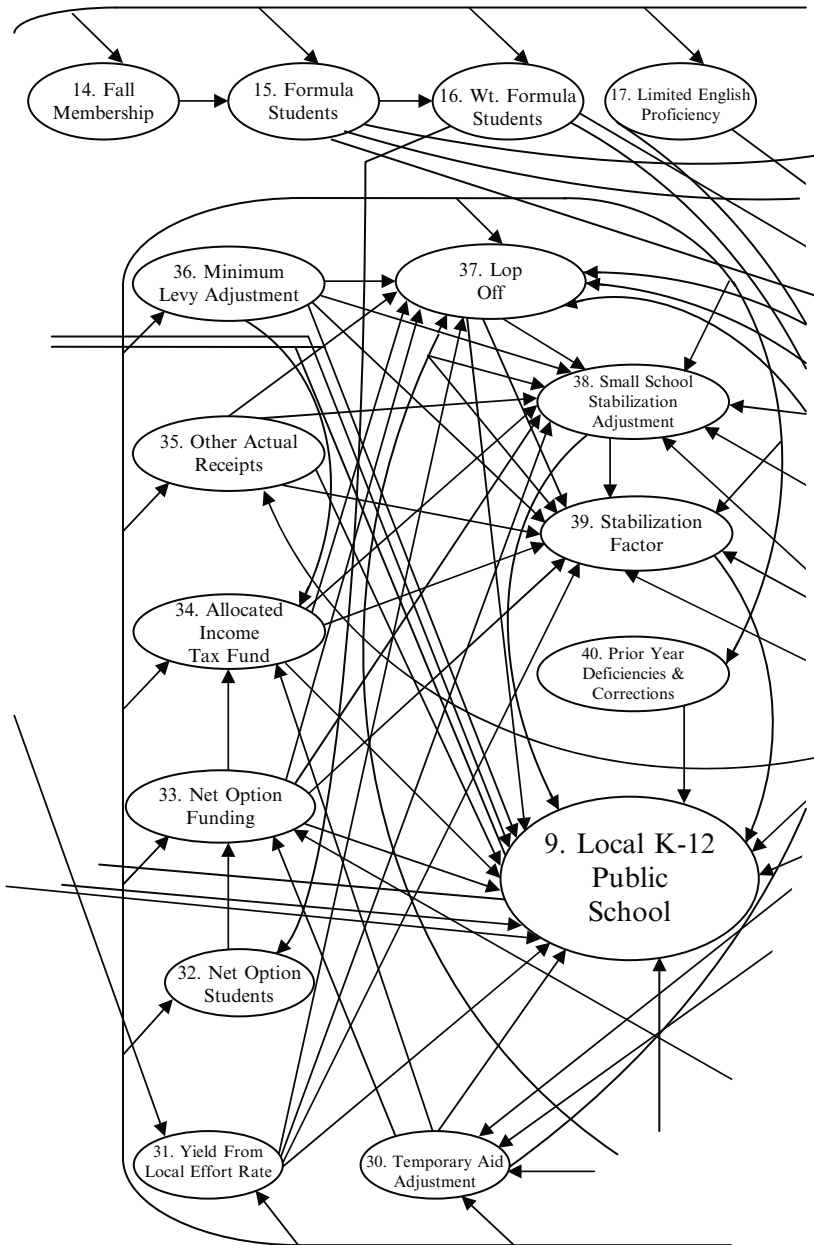 14. Fall
Membership
15. Formula
Students
16. Wt. Formula
Students
17. Limited English
Proficiency
36. Minimum
Levy Adjustment
37. Lop
Off
38. Small School
Stabilization
Adjustment
35. Other Actual
Receipts
39. Stabilization
Factor
34. Allocated
Income
Tax Fund
40. Prior Year
Deficiencies &
Corrections
33. Net Option
Funding
9. Local K-12
Public
School
32. Net Option
Students
31. Yield From
Local Effort Rate
30. Temporary Aid
Adjustment